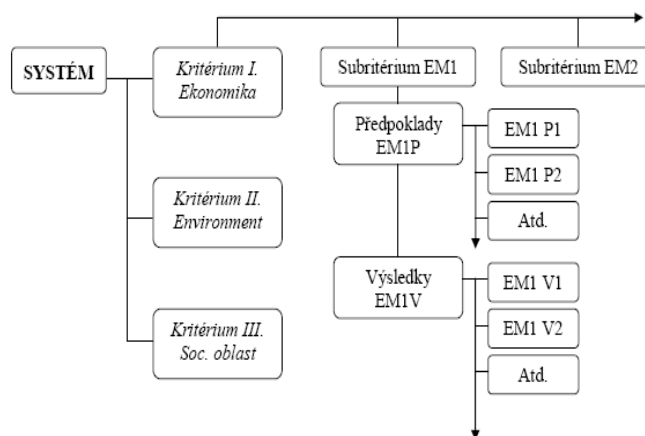 SYSTÉM
Kritérium I.
Ekonomika
Kritérium II.
Environment
Kritérium III.
Soc. oblast
Subritérium EM1
Subritérium EM2
Předpoklady
EM1P
EM1 P1
EM1 P2
Atd.
Výsledky
EM1V
EM1 V1
EM1 V2
Atd.